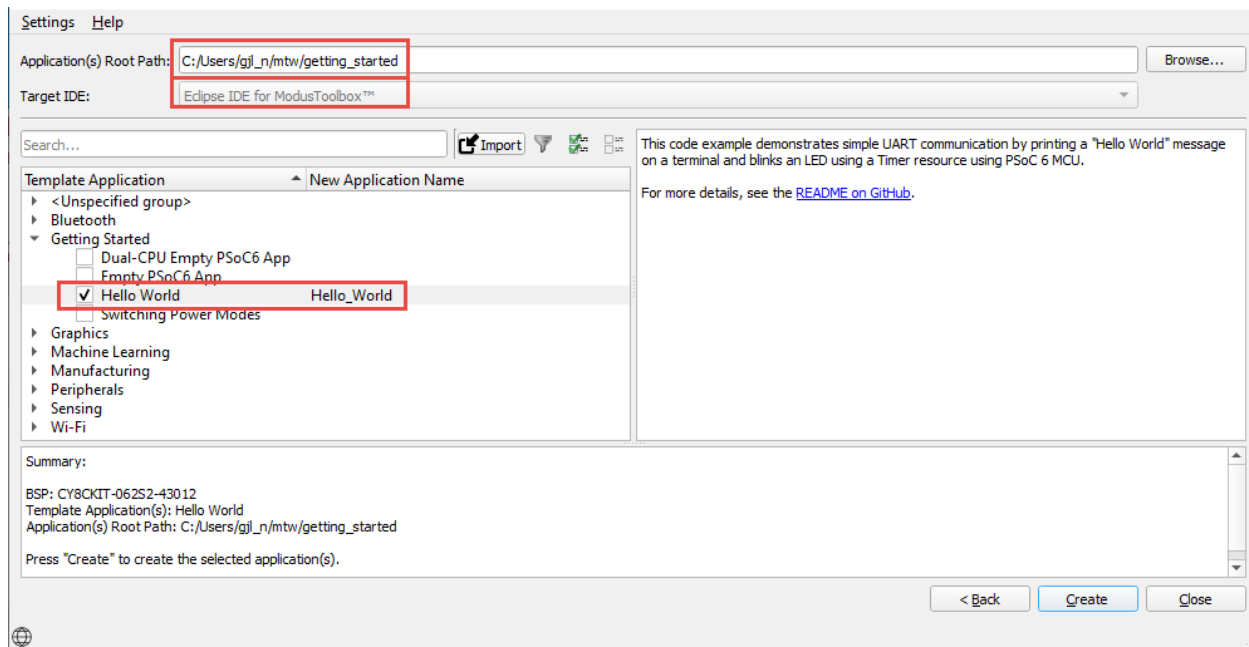 Settings Help
Application(s) Root Path: C:/Users/gjl_n/mtw/getting_started Browse...
Target IDE: Eclipse IDE for ModusToolbox™
Search... Import
Template Application New Application Name
<Unspecified group>
Bluetooth
Getting Started
Dual-CPU Empty PSoC6 App
Empty PSoC6 App
Hello World Hello_World
Switching Power Modes
Graphics
Machine Learning
Manufacturing
Peripherals
Sensing
Wi-Fi
This code example demonstrates simple UART communication by printing a "Hello World" message
on a terminal and blinks an LED using a Timer resource using PSoC 6 MCU.
For more details, see the README on GitHub.
Summary:
BSP: CY8CKIT-062S2-43012
Template Application(s): Hello World
Application(s) Root Path: C:/Users/gjl_n/mtw/getting_started
Press "Create" to create the selected application(s).
< Back Create Close